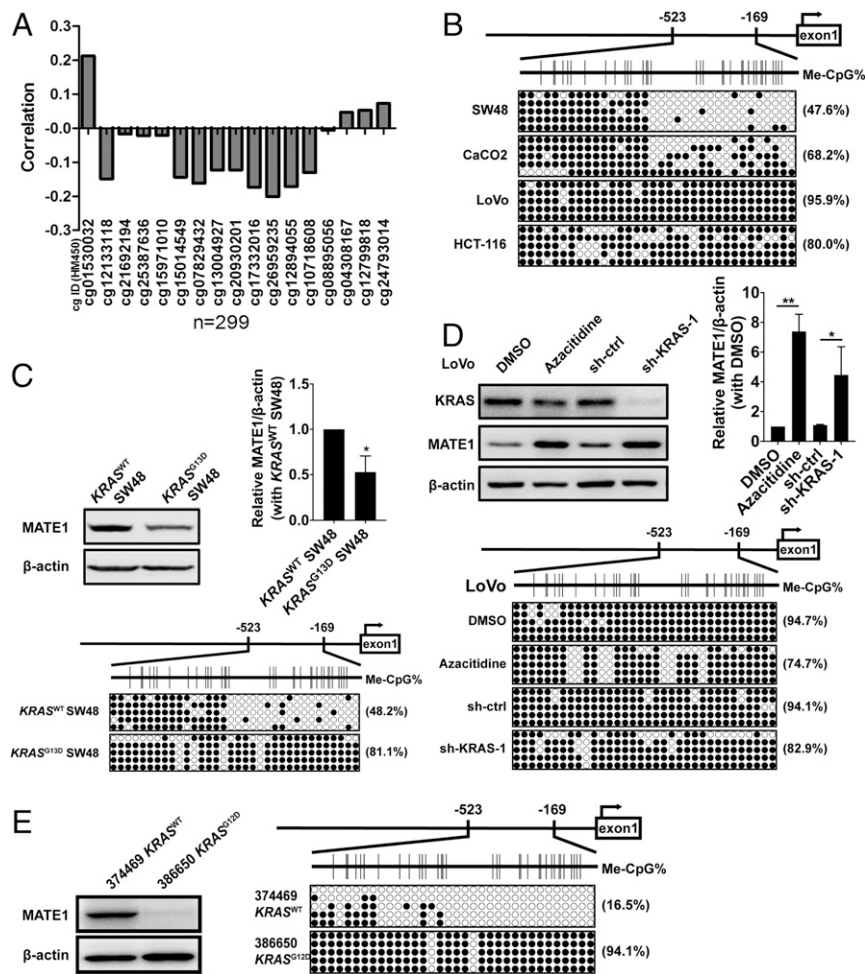 A
0.3
0.2
0.1
-0.0
-0.1
-0.2
-0.3
Correlation
cg ID (HM450)
cg01530032
cg12133118
cg21692194
cg25387636
cg15971010
cg15014549
cg07829432
cg13004927
cg20930201
cg17332016
cg26959235
cg12894055
cg10718608
cg08895056
cg04308167
cg12799818
cg24793014
n=299
B
-523
-169
exon1
Me-CpG%
SW48
(47.6%)
CaCO2
(68.2%)
LoVo
(95.9%)
HCT-116
(80.0%)
C
KRASWT SW48
KRASG13D SW48
MATE1
β-actin
Relative MATE1/β-actin
(with KRASWT SW48)
1.5
1.0
0.5
0.0
*
KRASWT SW48
KRASG13D SW48
-523
-169
exon1
Me-CpG%
KRASWT SW48
(48.2%)
KRASG13D SW48
(81.1%)
D
LoVo
DMSO
Azacitidine
sh-ctrl
sh-KRAS-1
KRAS
MATE1
β-actin
Relative MATE1/β-actin
(with DMSO)
10
8
6
4
2
0
**
*
DMSO
Azacitidine
sh-ctrl
sh-KRAS-1
-523
-169
exon1
LoVo
Me-CpG%
DMSO
(94.7%)
Azacitidine
(74.7%)
sh-ctrl
(94.1%)
sh-KRAS-1
(82.9%)
E
374469 KRASWT
386650 KRASG12D
MATE1
β-actin
-523
-169
exon1
Me-CpG%
374469
KRASWT
(16.5%)
386650
KRASG12D
(94.1%)